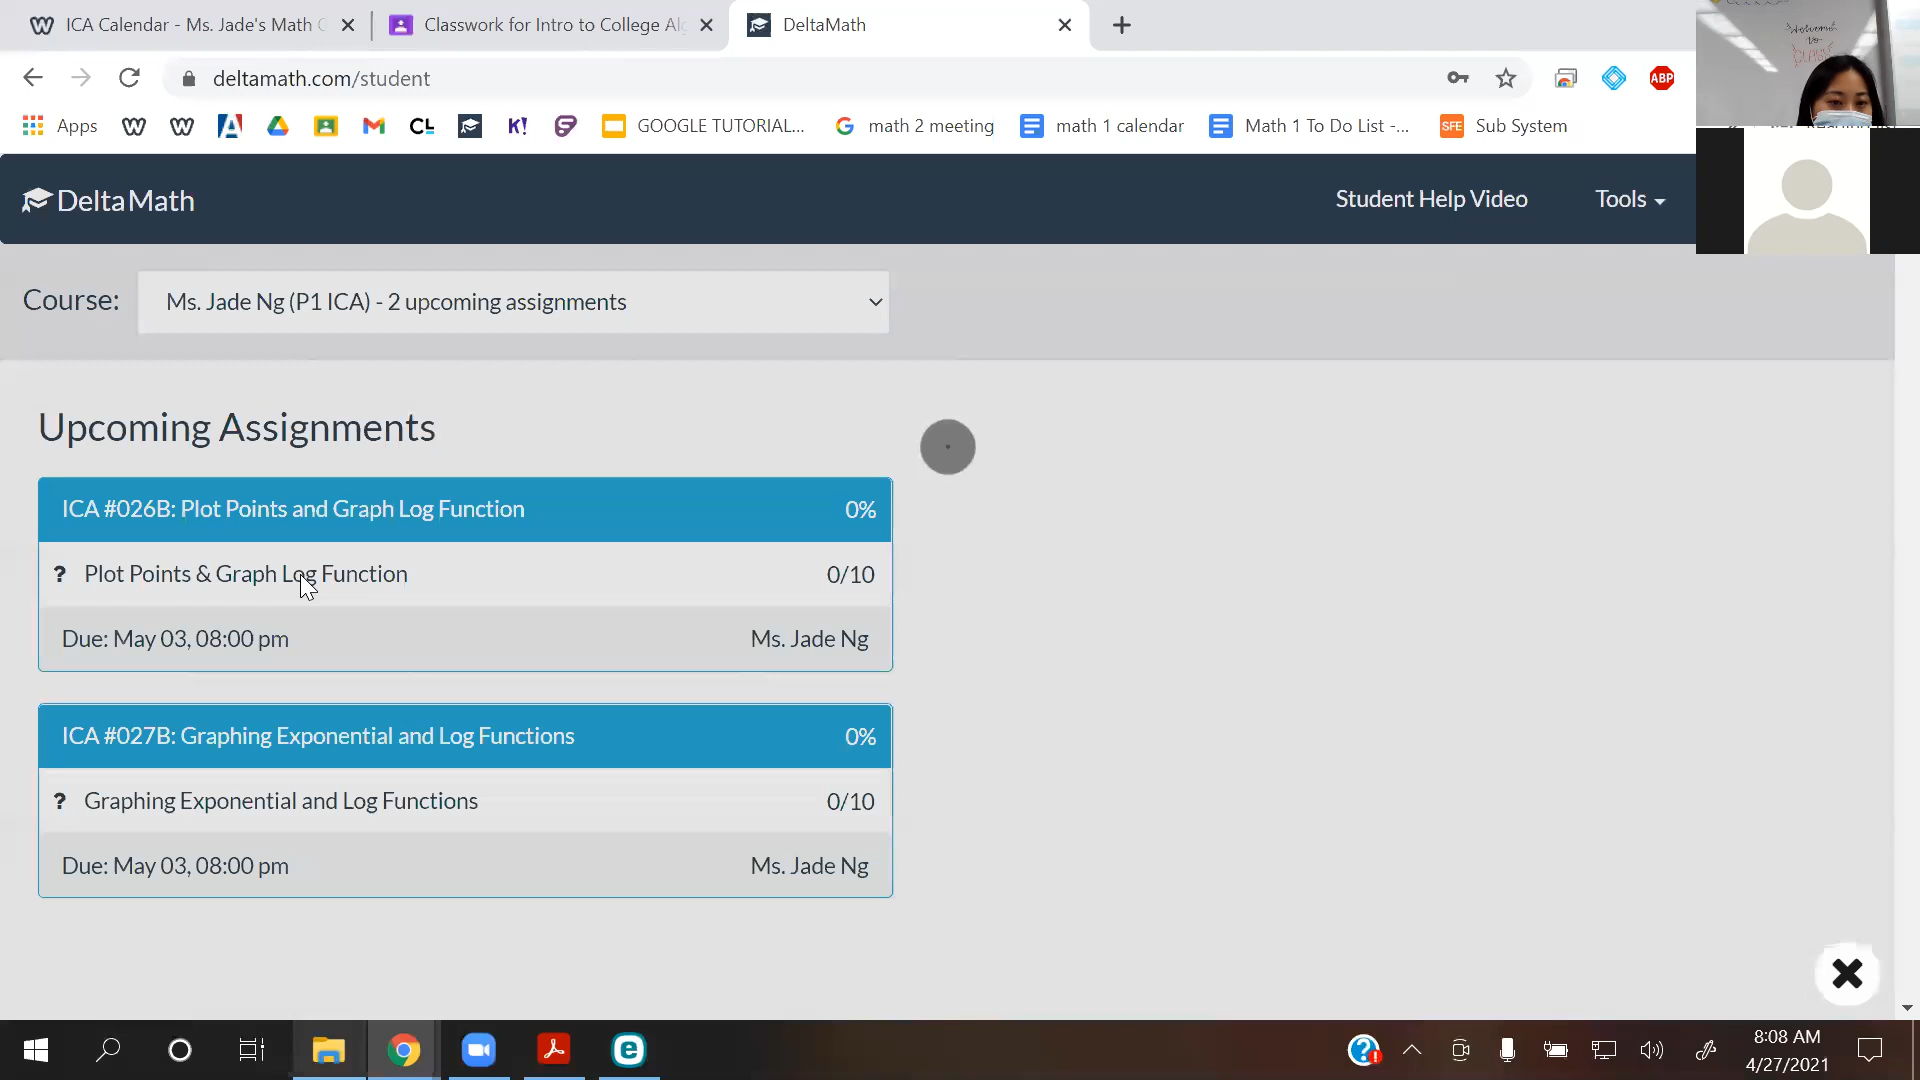 ICA Calendar - Ms. Jade's Math C
Classwork for Intro to College Alg
DeltaMath
deltamath.com/student
ABP
Apps
CL
K!
GOOGLE TUTORIAL...
math 2 meeting
math 1 calendar
Math 1 To Do List -...
SFE
Sub System
DeltaMath
Student Help Video
Tools
Course:
Ms. Jade Ng (P1 ICA) - 2 upcoming assignments
Upcoming Assignments
ICA #026B: Plot Points and Graph Log Function 0%
? Plot Points & Graph Log Function 0/10
Due: May 03, 08:00 pm Ms. Jade Ng
ICA #027B: Graphing Exponential and Log Functions 0%
? Graphing Exponential and Log Functions 0/10
Due: May 03, 08:00 pm Ms. Jade Ng
8:08 AM
4/27/2021